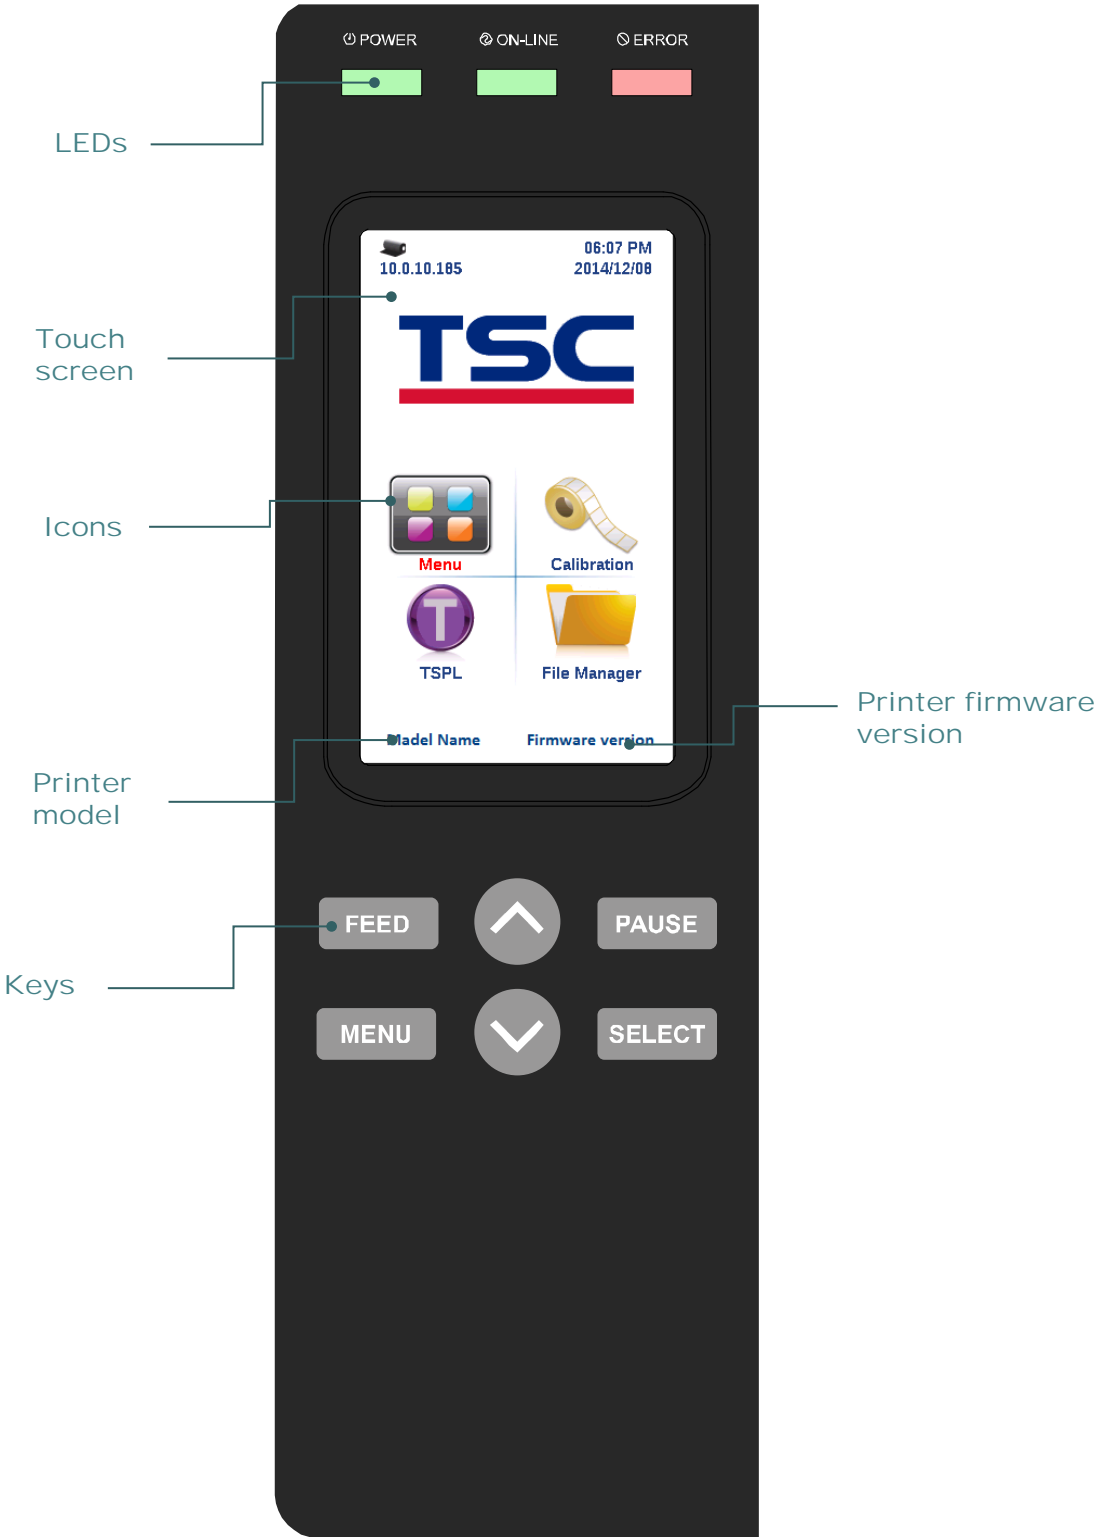 POWER
ON-LINE
ERROR
LEDs
06:07 PM
10.0.10.185
2014/12/08
TSC
Touch
screen
Icons
Menu
Calibration
T
TSPL
File Manager
Printer firmware
version
Madel Name
Firmware version
Printer
model
FEED
PAUSE
Keys
MENU
SELECT